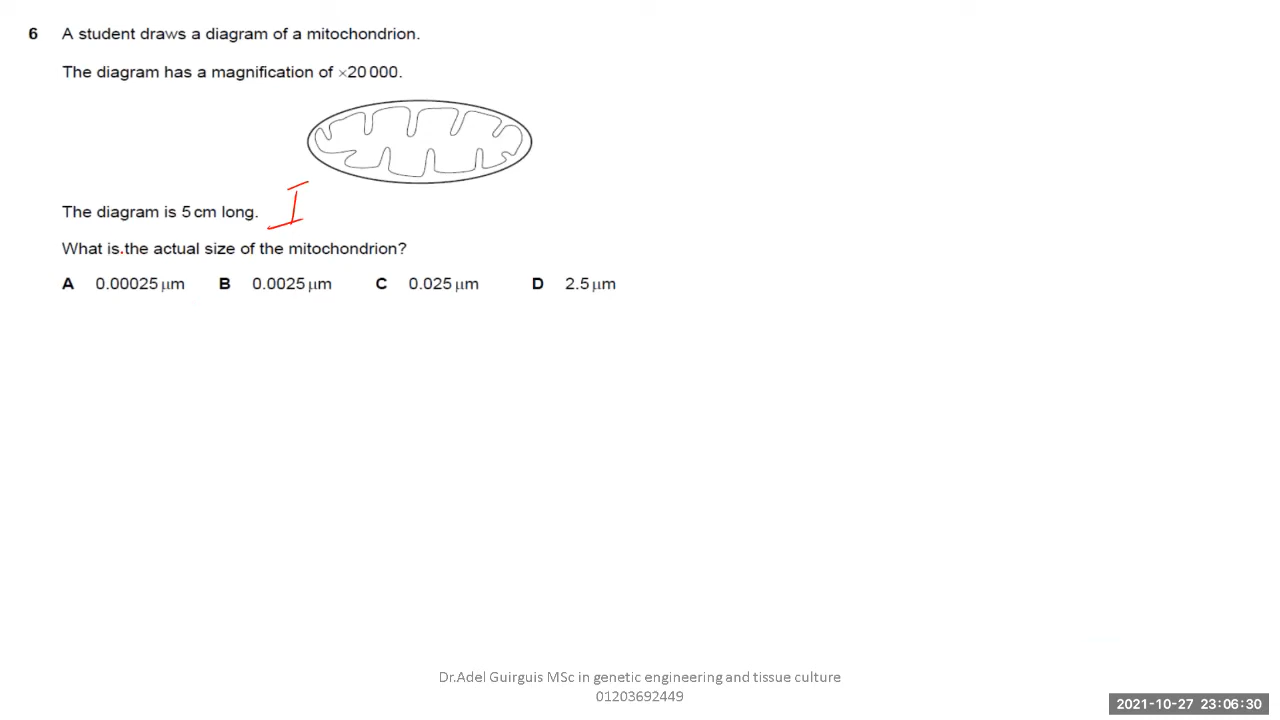 6 A student draws a diagram of a mitochondrion.
The diagram has a magnification of ×20 000.
The diagram is 5 cm long. I
What is.the actual size of the mitochondrion?
A 0.00025 μm B 0.0025 μm C 0.025 μm D 2.5 μm
Dr.Adel Guirguis MSc in genetic engineering and tissue culture
01203692449
2021-10-27 23:06:30